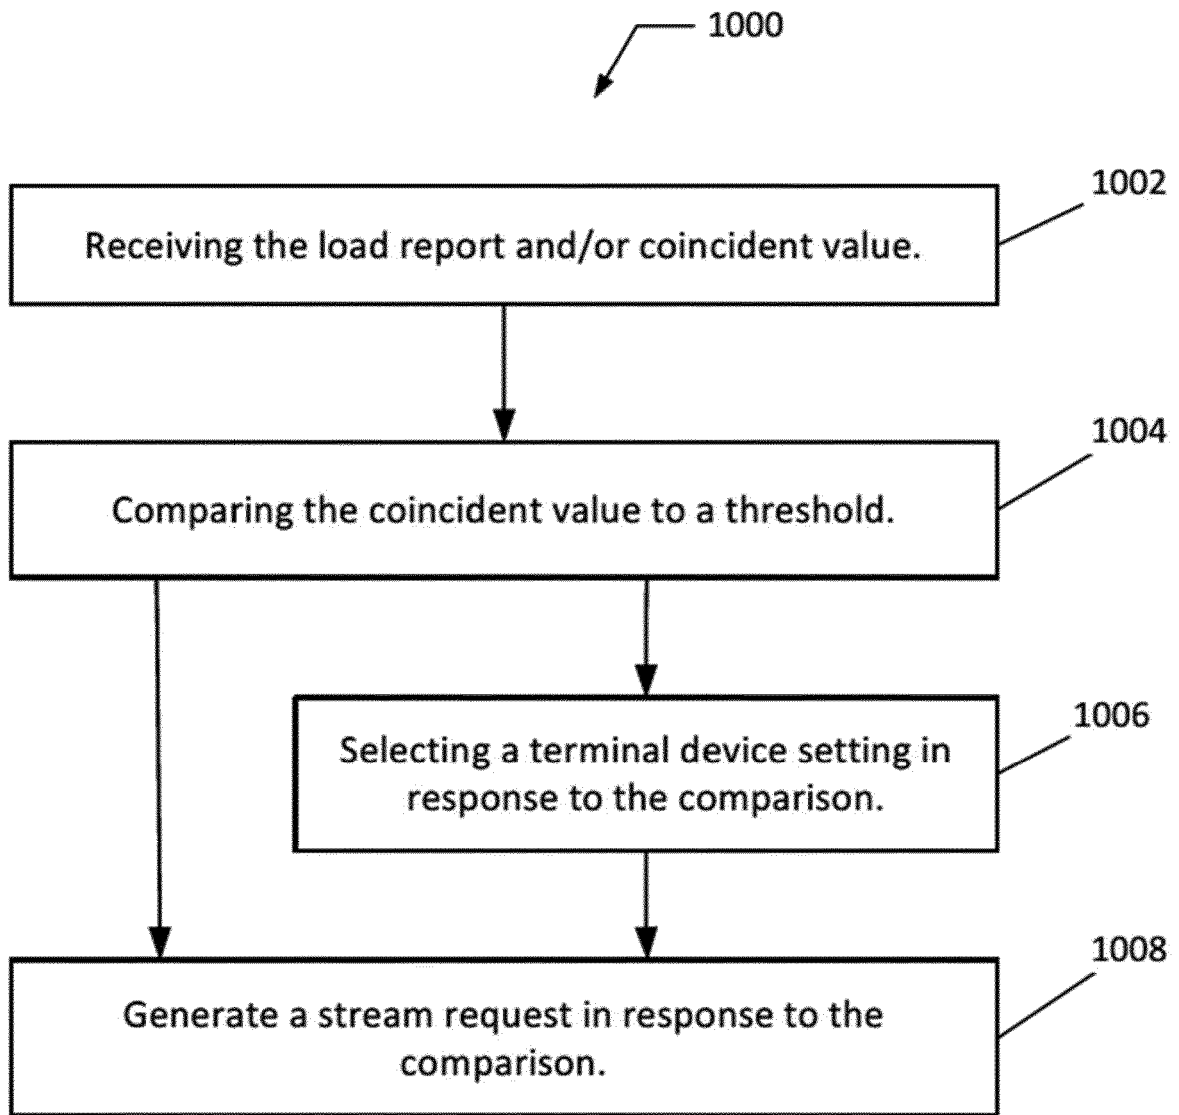 1000
1002
Receiving the load report and/or coincident value.
1004
Comparing the coincident value to a threshold.
1006
Selecting a terminal device setting in
response to the comparison.
1008
Generate a stream request in response to the
comparison.